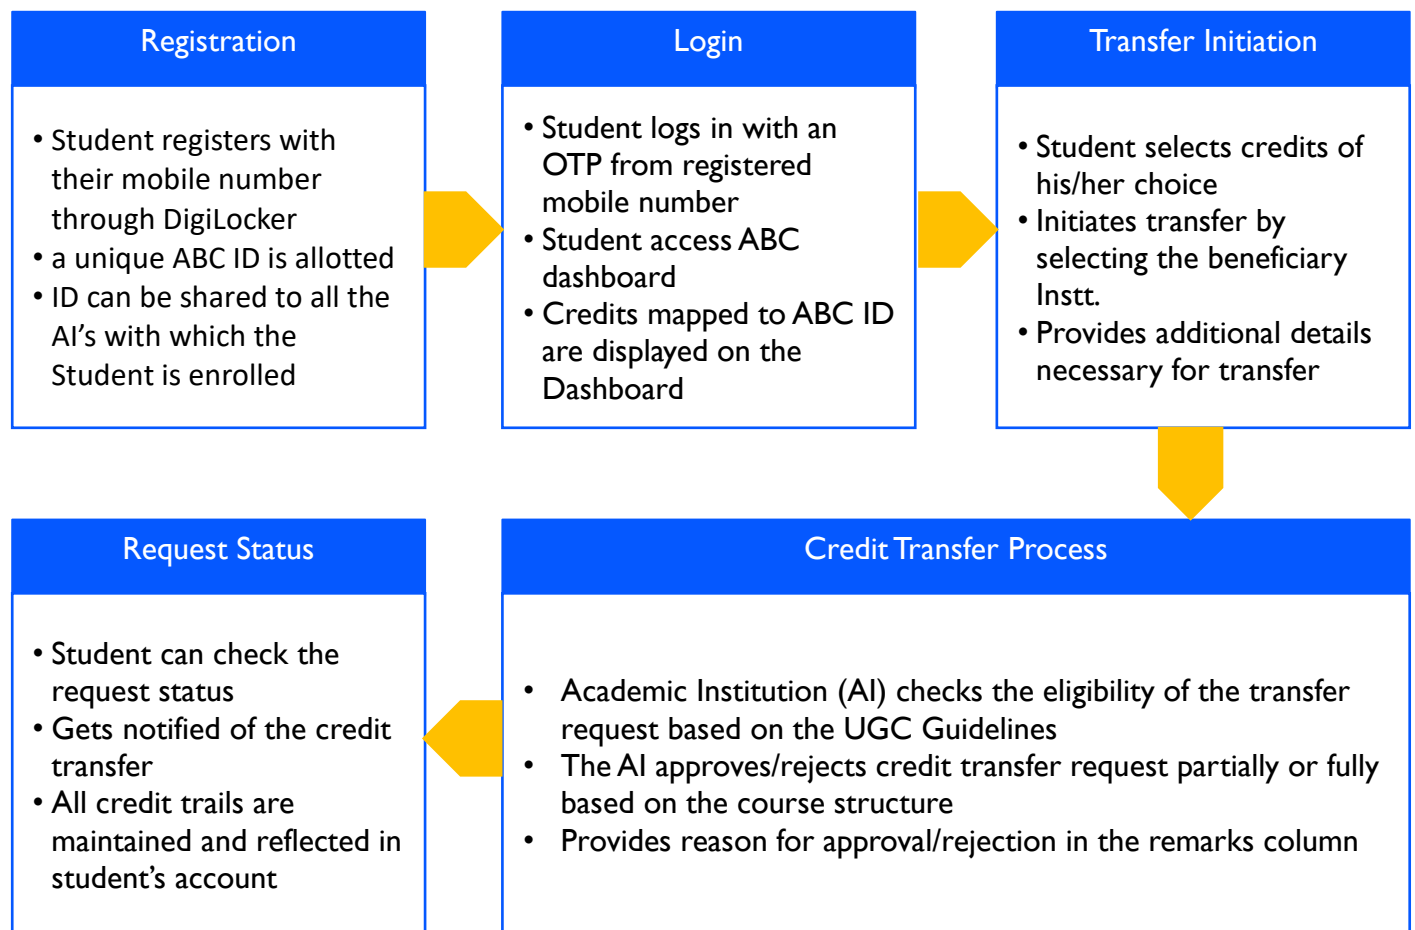 Registration
• Student registers with
their mobile number
through DigiLocker
• a unique ABC ID is allotted
• ID can be shared to all the
AI’s with which the
Student is enrolled
Login
• Student logs in with an
OTP from registered
mobile number
• Student access ABC
dashboard
• Credits mapped to ABC ID
are displayed on the
Dashboard
Transfer Initiation
• Student selects credits of
his/her choice
• Initiates transfer by
selecting the beneficiary
Instt.
• Provides additional details
necessary for transfer
Credit Transfer Process
• Academic Institution (AI) checks the eligibility of the transfer
request based on the UGC Guidelines
• The AI approves/rejects credit transfer request partially or fully
based on the course structure
• Provides reason for approval/rejection in the remarks column
Request Status
• Student can check the
request status
• Gets notified of the credit
transfer
• All credit trails are
maintained and reflected in
student’s account